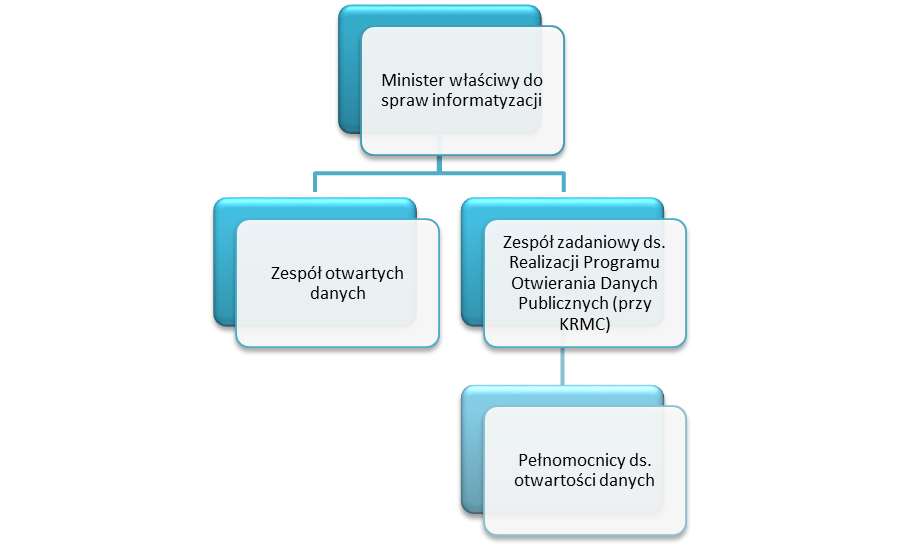 Minister właściwy do
spraw informatyzacji
Zespół otwartych
danych
Zespół zadaniowy ds.
Realizacji Programu
Otwierania Danych
Publicznych (przy
KRMC)
Pełnomocnicy ds.
otwartości danych